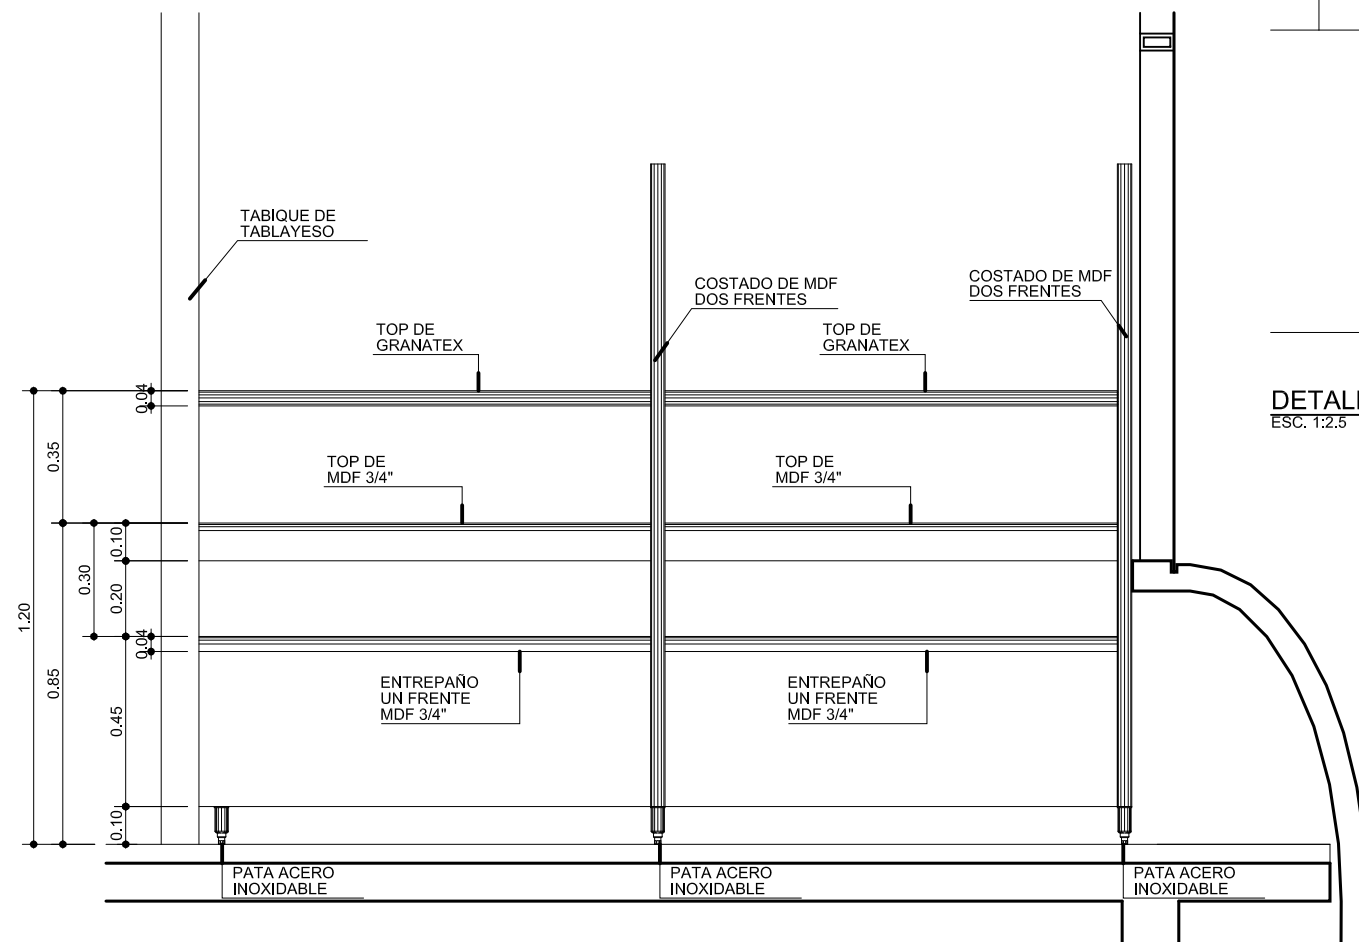 TABIQUE DE
TABLAYESO
COSTADO DE MDF
DOS FRENTES
COSTADO DE MDF
DOS FRENTES
TOP DE
GRANATEX
TOP DE
GRANATEX
DETAL
ESC. 1:2.5
TOP DE
MDF 3/4"
TOP DE
MDF 3/4"
ENTREPAÑO
UN FRENTE
MDF 3/4"
ENTREPAÑO
UN FRENTE
MDF 3/4"
PATA ACERO
INOXIDABLE
PATA ACERO
INOXIDABLE
PATA ACERO
INOXIDABLE
1.20
0.35
0.85
0.30
0.10
0.20
0.45
0.10
0.04
0.04